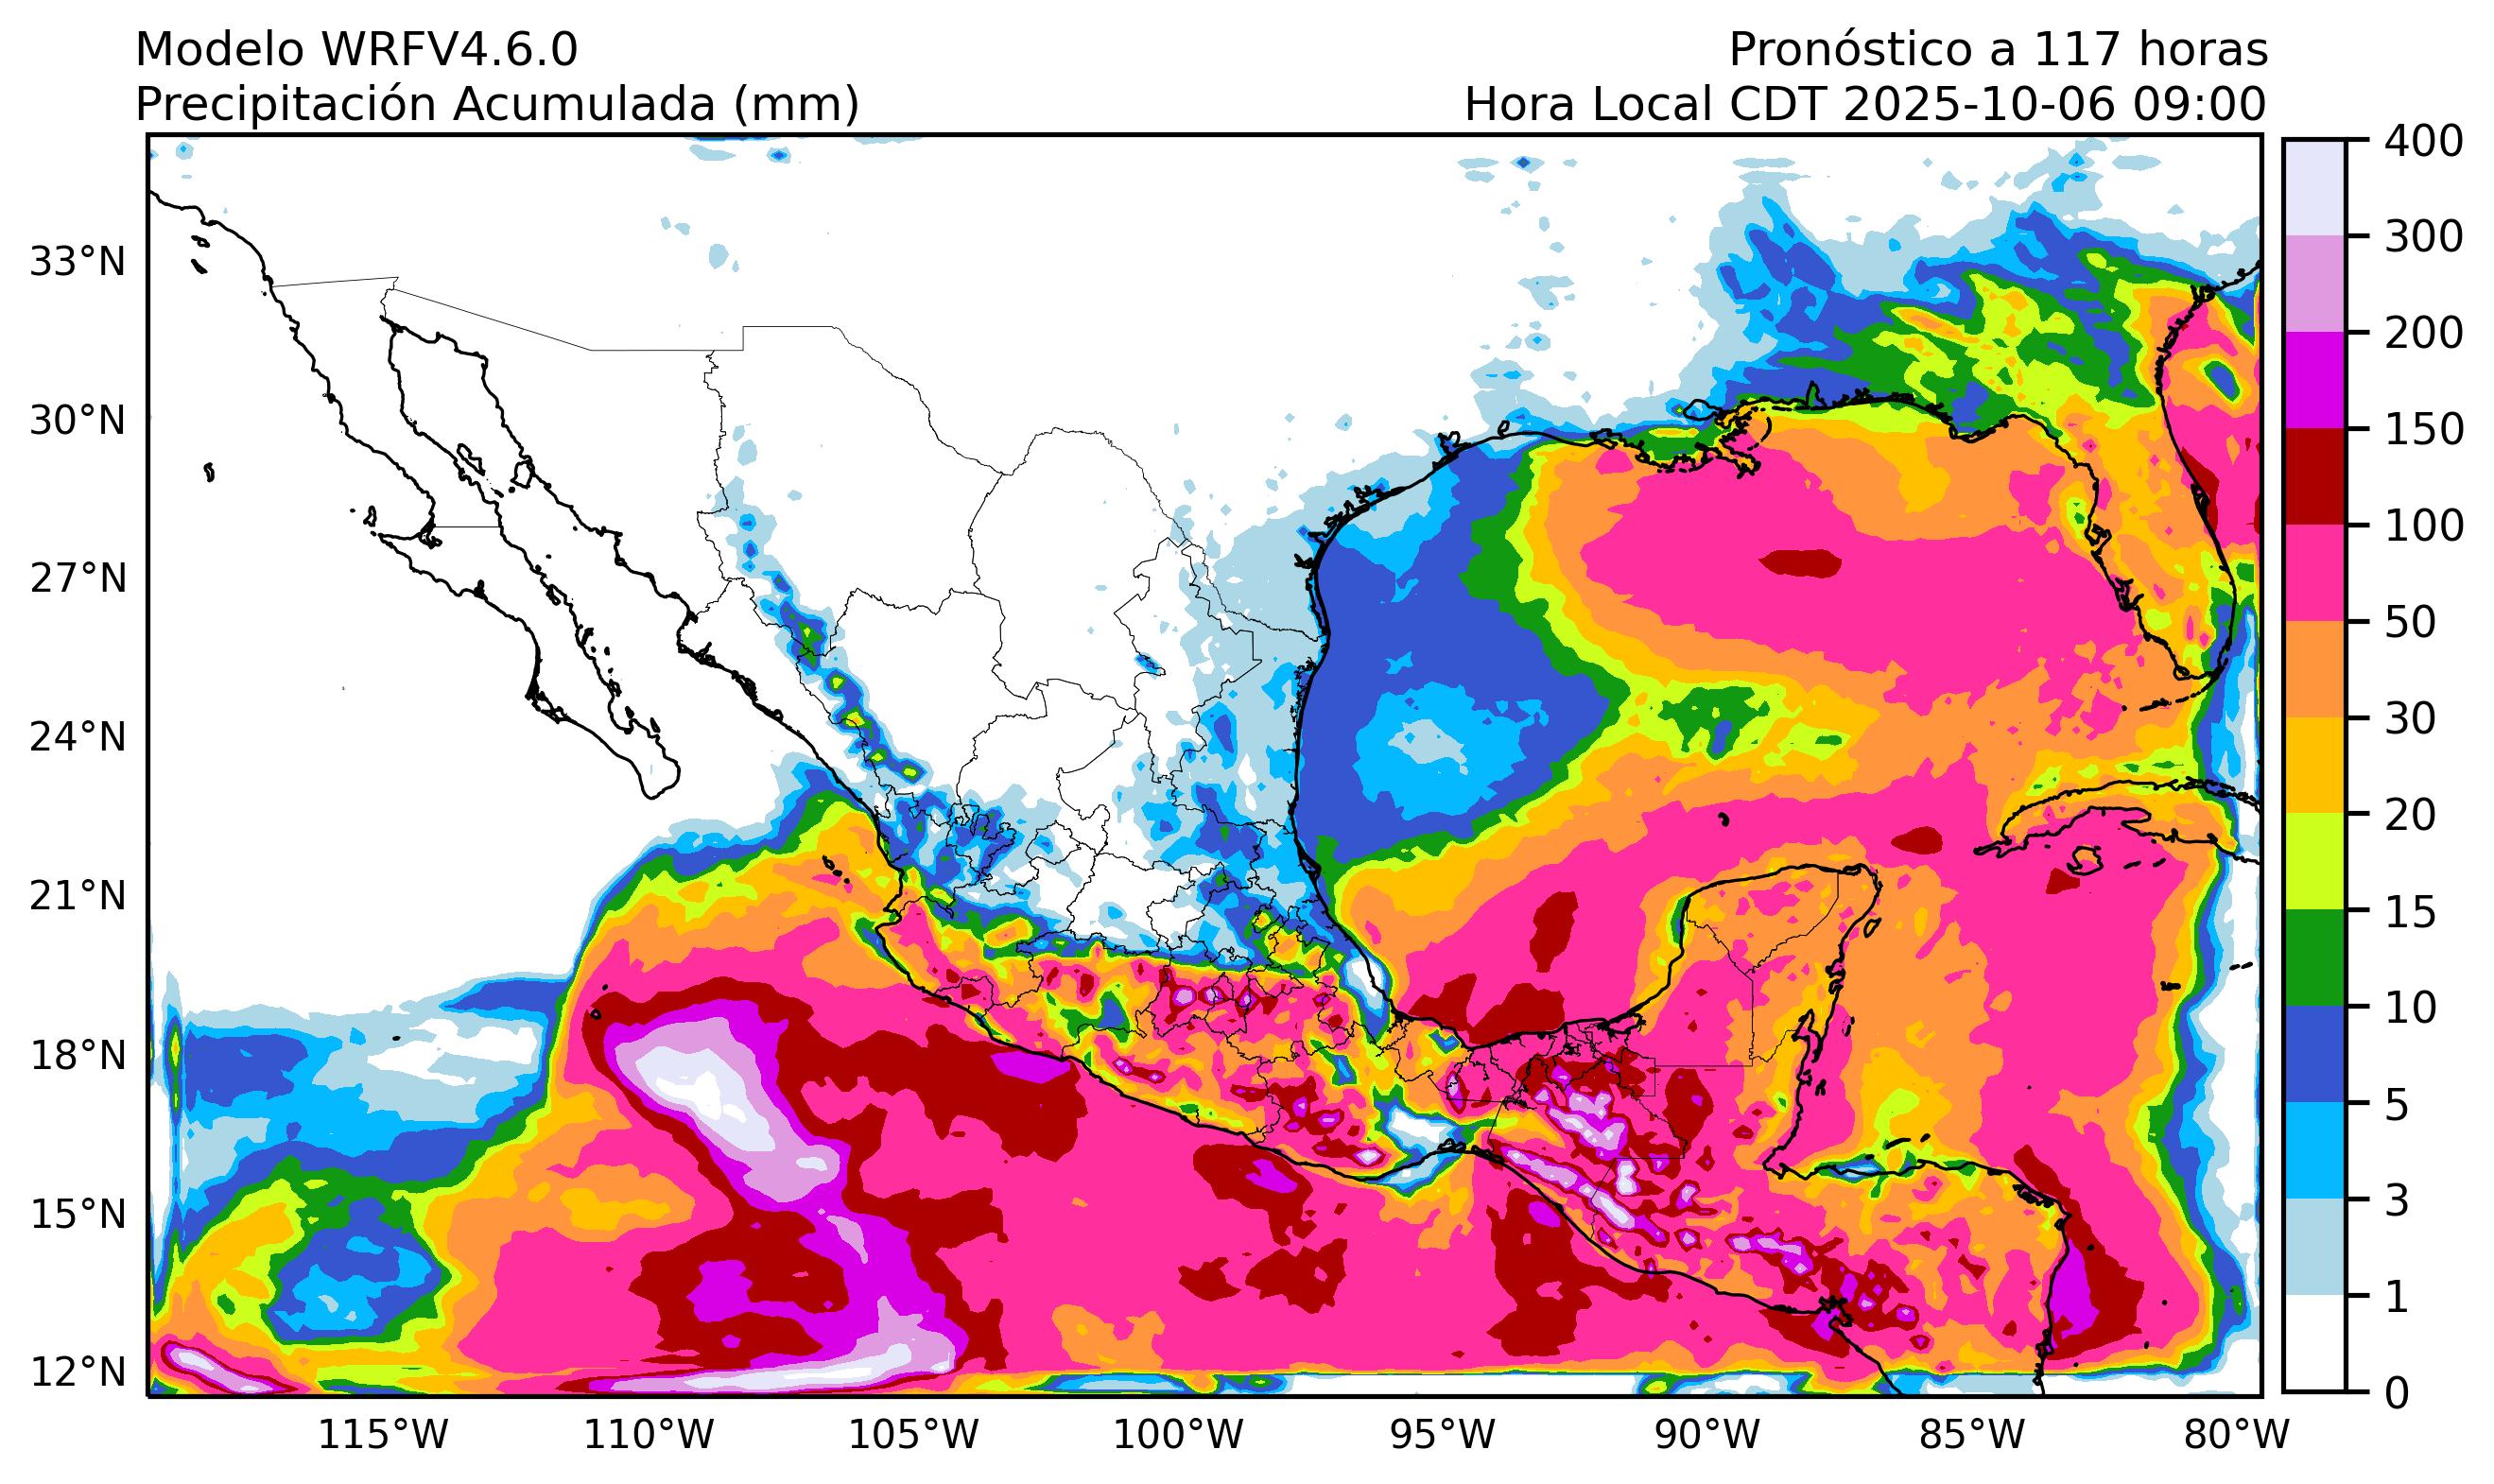 Modelo WRFV4.6.0
Pronóstico a 117 horas
Precipitación Acumulada (mm)
Hora Local CDT 2025-10-06 09:00
33°N
30°N
27°N
24°N
21°N
18°N
15°N
12°N
115°W
110°W
105°W
100°W
95°W
90°W
85°W
80°W
400
300
200
150
100
50
30
20
15
10
5
3
1
0